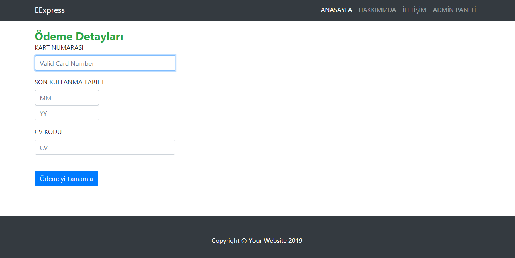 EExpress
ANASAYFA HAKKIMIZDA İLETİŞİM ADMIN PANELİ
Ödeme Detayları
KART NUMARASI
Valid Card Number
SON KULLANMA TARİHİ
MM
YY
CV KODU
CV
Ödemeyi Tamamla
Copyright © Your Website 2019